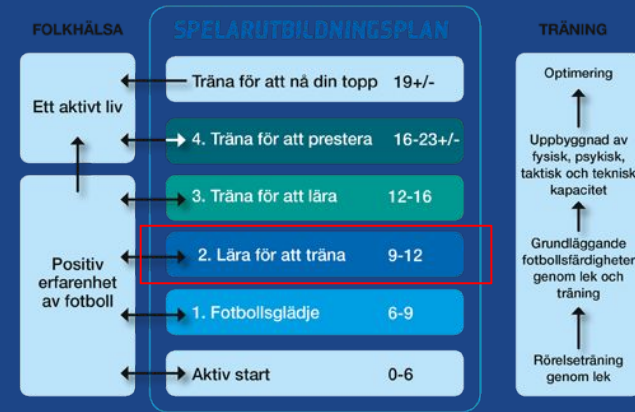 FOLKHÄLSA
Ett aktivt liv
Positiv
erfarenhet
av fotboll
SPELARUTBILDNINGSPLAN
Träna för att nå din topp 19+/-
4. Träna för att prestera 16-23+/-
3. Träna för att lära 12-16
2. Lära för att träna 9-12
1. Fotbollsglädje 6-9
Aktiv start 0-6
TRÄNING
Optimering
Uppbyggnad av
fysisk, psykisk,
taktisk och teknisk
kapacitet
Grundläggande
fotbollsfärdigheter
genom lek och
träning
Rörelseträning
genom lek